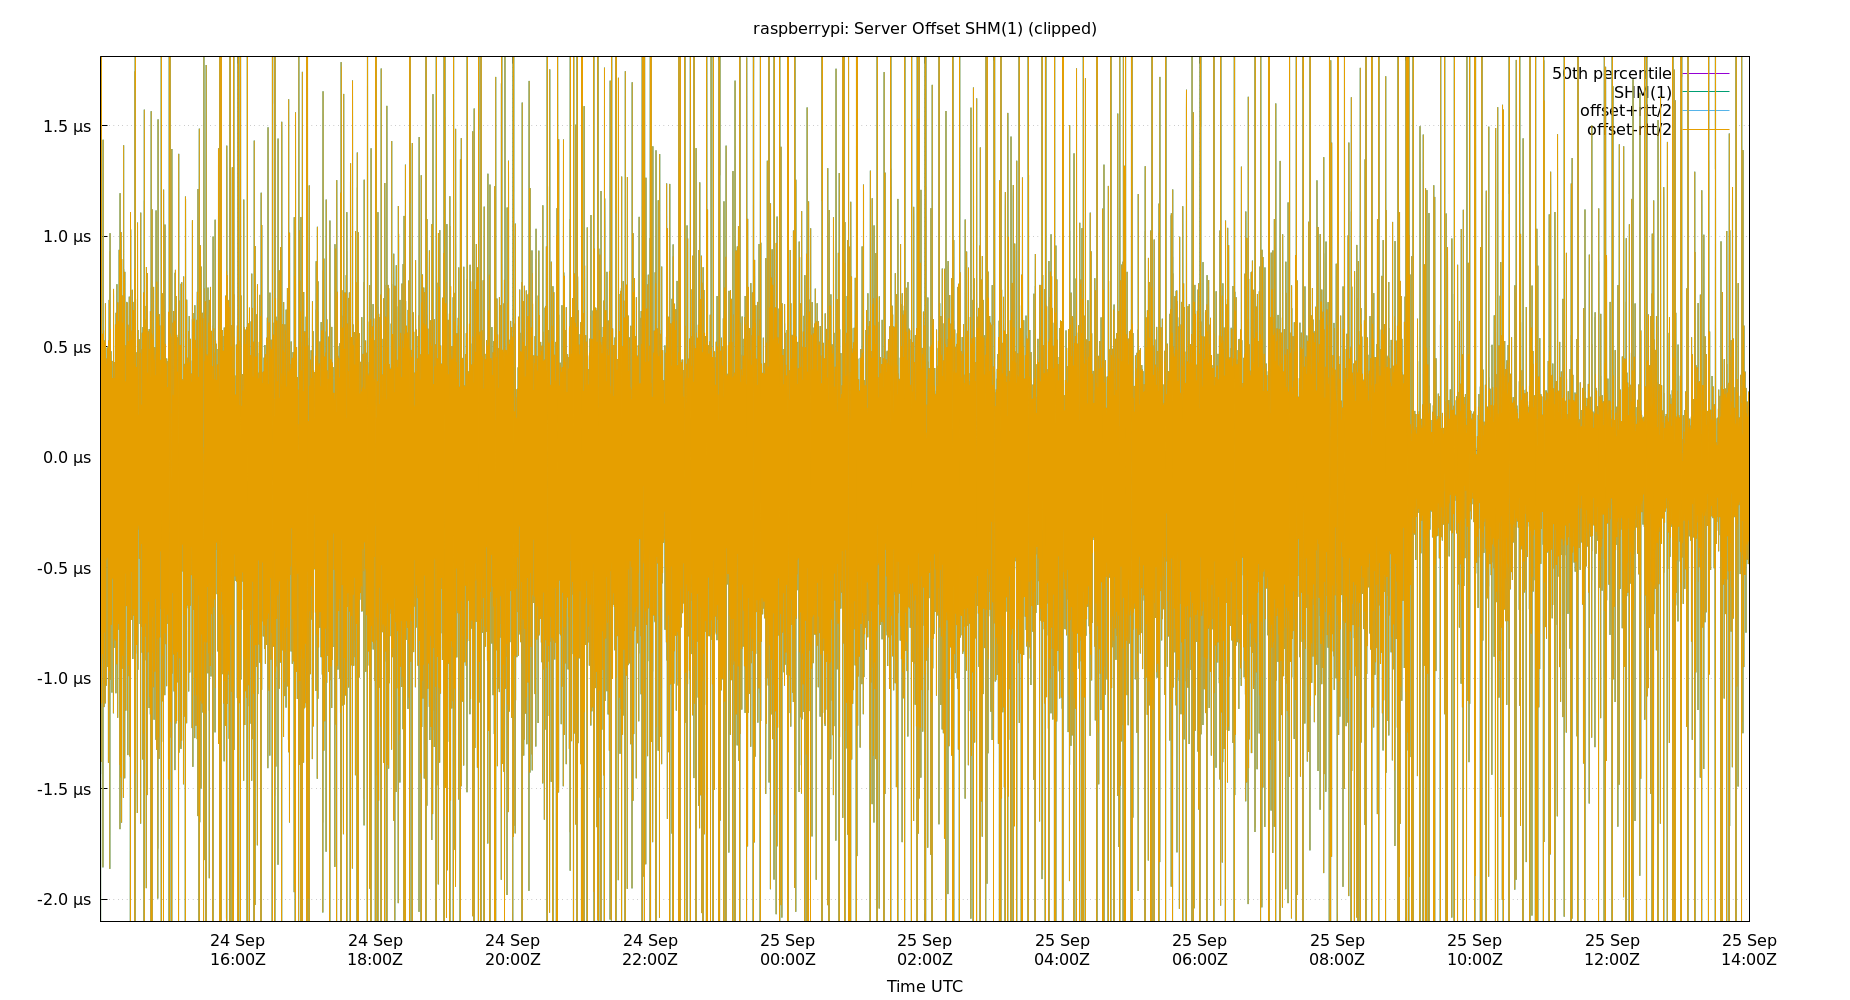 raspberrypi: Server Offset SHM(1) (clipped)
50th percentile
SHM(1)
offset+rtt/2
offset-rtt/2
1.5 µs
1.0 µs
0.5 µs
0.0 µs
-0.5 µs
-1.0 µs
-1.5 µs
-2.0 µs
24 Sep 24 Sep 24 Sep 24 Sep 25 Sep 25 Sep 25 Sep 25 Sep 25 Sep 25 Sep 25 Sep 25 Sep
16:00Z 18:00Z 20:00Z 22:00Z 00:00Z 02:00Z 04:00Z 06:00Z 08:00Z 10:00Z 12:00Z 14:00Z
Time UTC